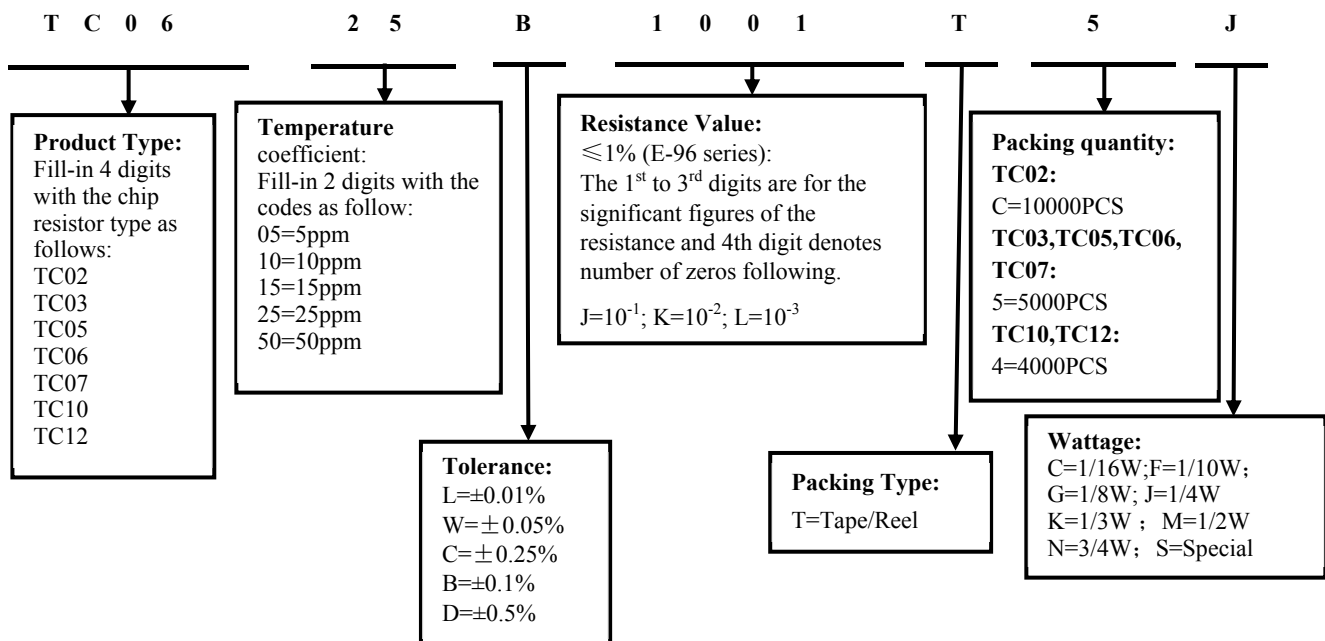 T C 0 6 2 5 B 1 0 0 1 T 5 J
Product Type:
Fill-in 4 digits
with the chip
resistor type as
follows:
TC02
TC03
TC05
TC06
TC07
TC10
TC12
Temperature
coefficient:
Fill-in 2 digits with the
codes as follow:
05=5ppm
10=10ppm
15=15ppm
25=25ppm
50=50ppm
Tolerance:
L=±0.01%
W=±0.05%
C=±0.25%
B=±0.1%
D=±0.5%
Resistance Value:
≦1% (E-96 series):
The 1st to 3rd digits are for the
significant figures of the
resistance and 4th digit denotes
number of zeros following.
J=10-1; K=10-2; L=10-3
Packing Type:
T=Tape/Reel
Packing quantity:
TC02:
C=10000PCS
TC03,TC05,TC06,
TC07:
5=5000PCS
TC10,TC12:
4=4000PCS
Wattage:
C=1/16W;F=1/10W；
G=1/8W; J=1/4W
K=1/3W； M=1/2W
N=3/4W； S=Special